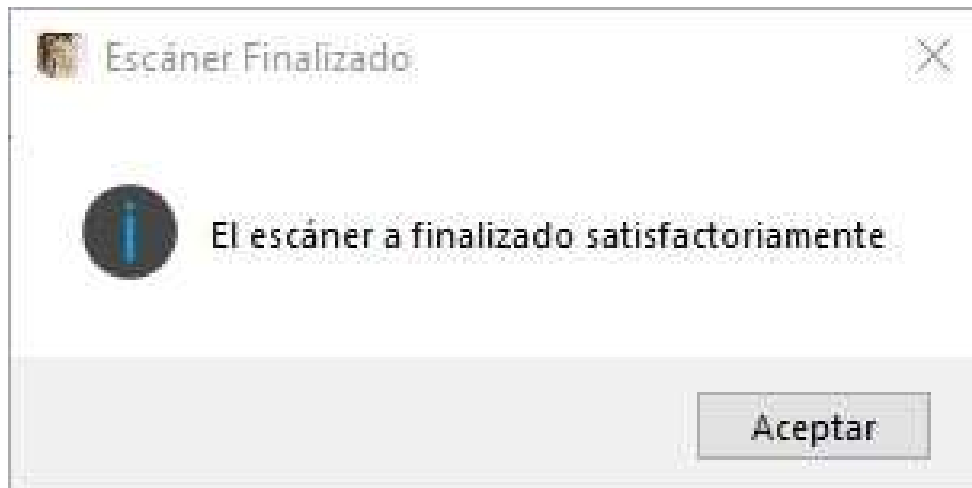 Escáner Finalizado
El escáner a finalizado satisfactoriamente
Aceptar